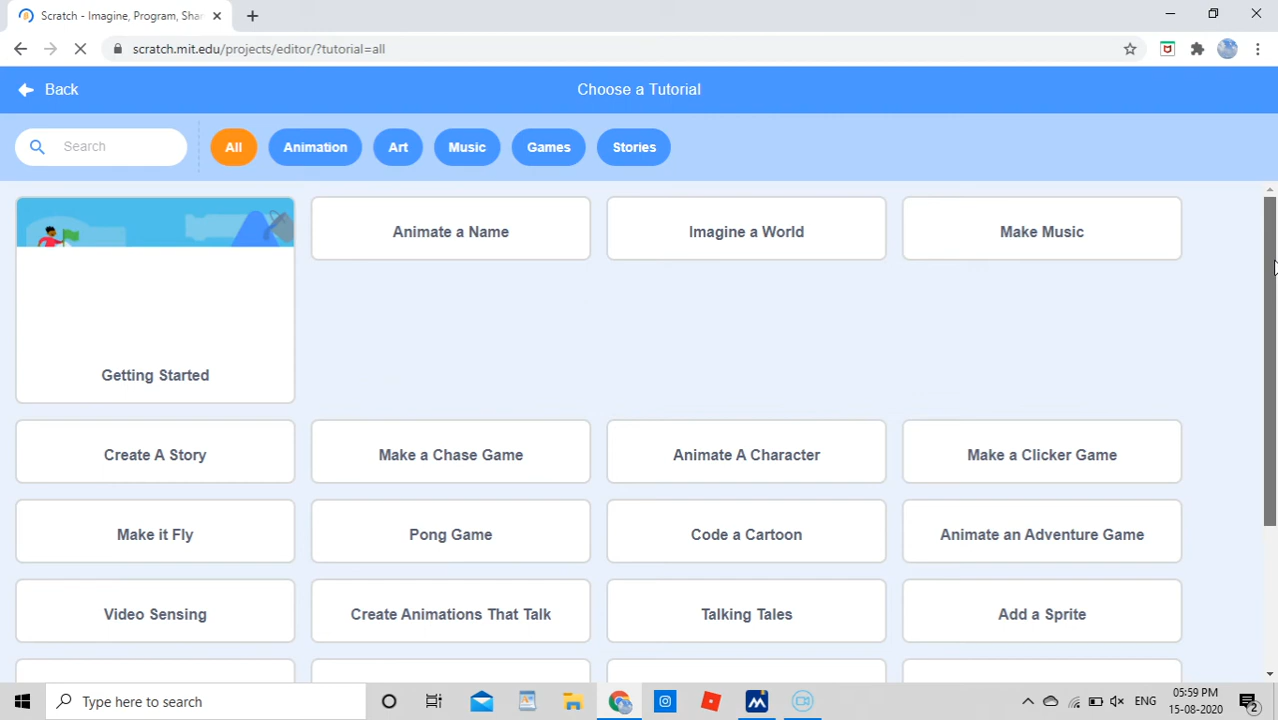 Scratch - Imagine, Program, Sha
scratch.mit.edu/projects/editor/?tutorial=all
Back
Choose a Tutorial
Search
All
Animation
Art
Music
Games
Stories
Getting Started
Animate a Name
Imagine a World
Make Music
Create A Story
Make a Chase Game
Animate A Character
Make a Clicker Game
Make it Fly
Pong Game
Code a Cartoon
Animate an Adventure Game
Video Sensing
Create Animations That Talk
Talking Tales
Add a Sprite
Type here to search
ENG
05:59 PM
15-08-2020
2